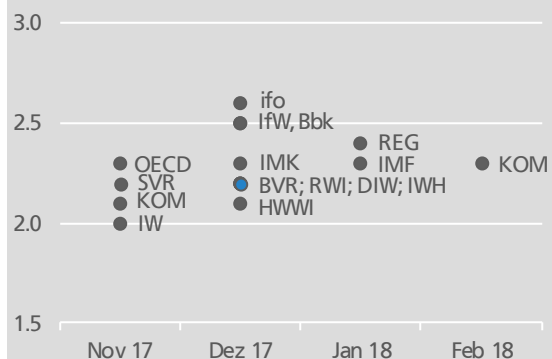 3.0
2.5
2.0
1.5
OECD
SVR
KOM
IW
ifo
IfW, Bbk
IMK
BVR; RWI; DIW; IWH
HWWI
REG
IMF
KOM
Nov 17
Dez 17
Jan 18
Feb 18